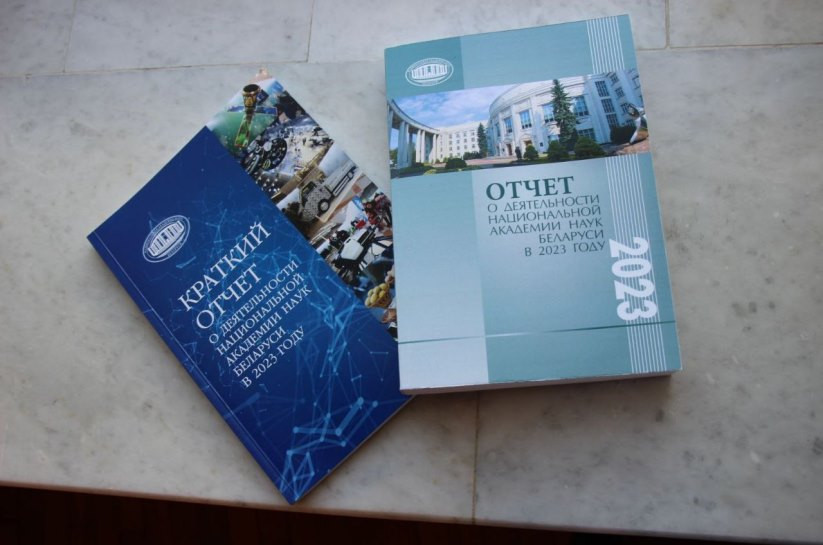 КРАТКИЙ
ОТЧЕТ
О ДЕЯТЕЛЬНОСТИ
НАЦИОНАЛЬНОЙ
АКАДЕМИИ НАУК
БЕЛАРУСИ
В 2023 ГОДУ
ОТЧЕТ
О ДЕЯТЕЛЬНОСТИ
НАЦИОНАЛЬНОЙ
АКАДЕМИИ НАУК
БЕЛАРУСИ
В 2023 ГОДУ
2023